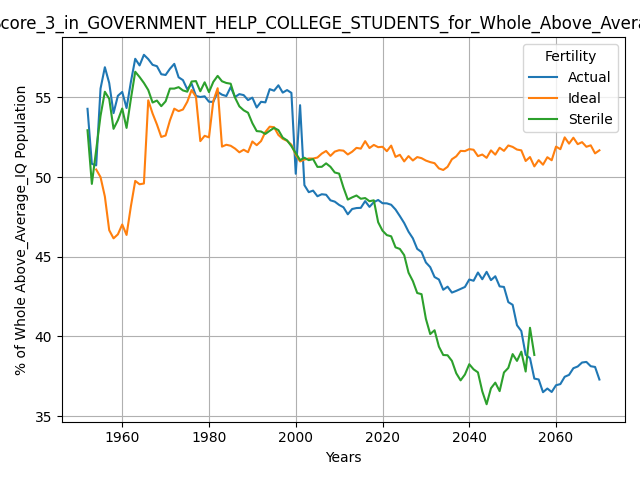 core_3_in_GOVERNMENT_HELP_COLLEGE_STUDENTS_for_Whole_Above_Avera
Fertility
Actual
Ideal
Sterile
% of Whole Above_Average_IQ Population
55
50
45
40
35
1960 1980 2000 2020 2040 2060
Years